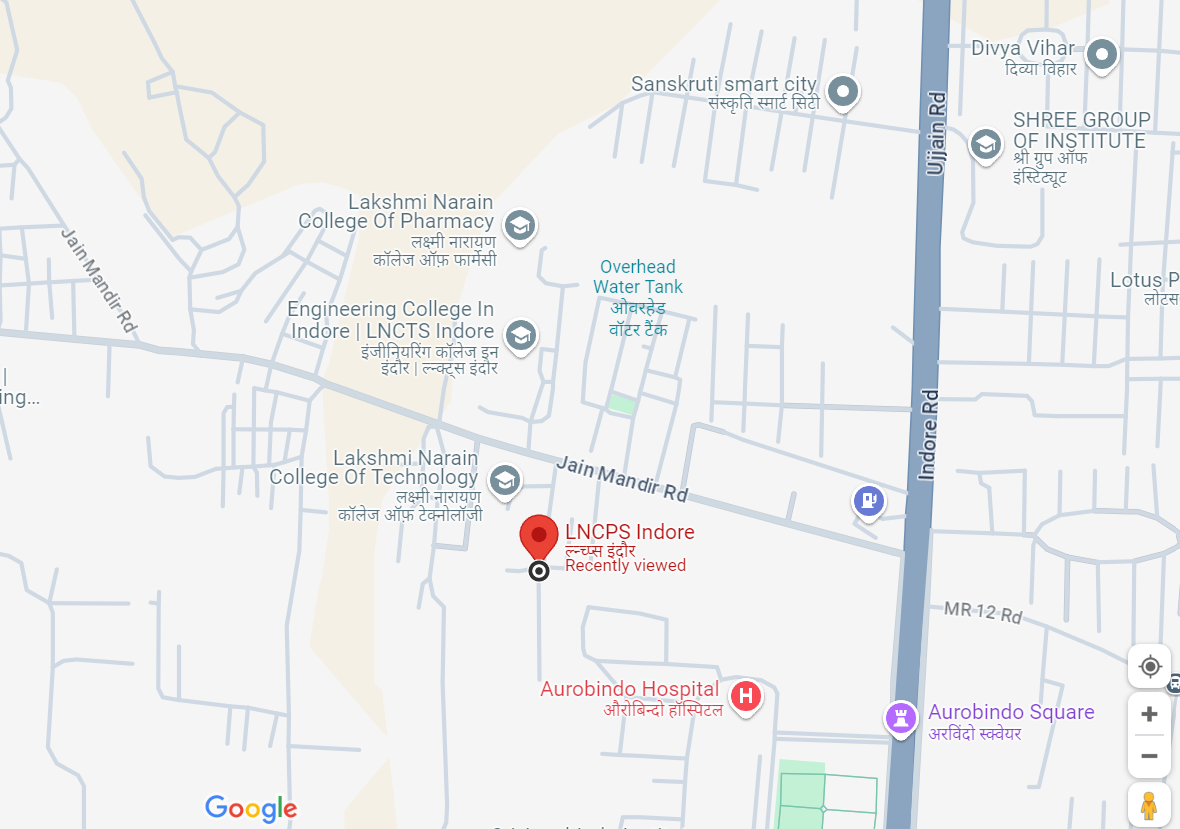 Divya Vihar
दिव्या विहार
Sanskruti smart city
संस्कृति स्मार्ट सिटी
Ujjain Rd
SHREE GROUP
OF INSTITUTE
श्री ग्रुप ऑफ
इंस्टिट्यूट
Lakshmi Narain
College Of Pharmacy
लक्ष्मी नारायण
कॉलेज ऑफ़ फार्मेसी
Jain Mandir Rd
Overhead
Water Tank
ओवरहेड
वॉटर टैंक
Lotus P
लोटस
Engineering College In
Indore | LNCTS Indore
इंजीनियरिंग कॉलेज इन
इंदौर | ल्न्क्ट्स इंदौर
|
ing...
Indore Rd
Lakshmi Narain
College Of Technology
लक्ष्मी नारायण
कॉलेज ऑफ़ टेक्नोलॉजी
Jain Mandir Rd
LNCPS Indore
ल्न्च्प्स इंदौर
Recently viewed
MR 12 Rd
Aurobindo Hospital
औरोबिन्दो हॉस्पिटल
H
Aurobindo Square
अरविंदो स्क्वेयर
Google